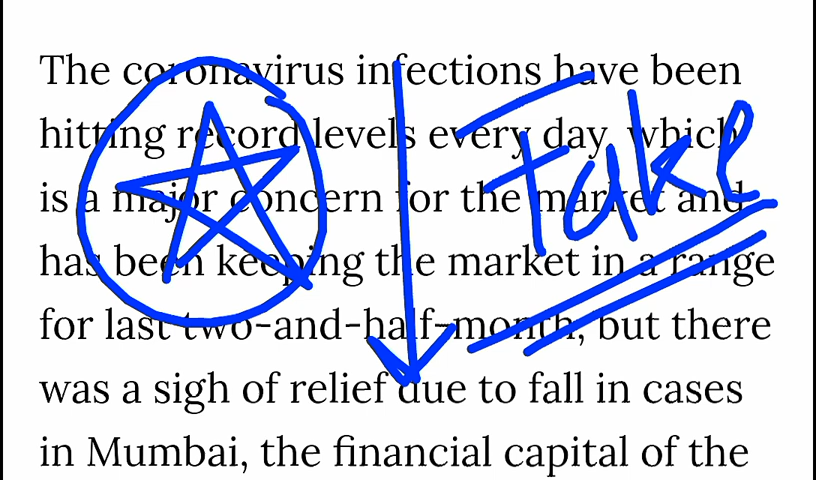 The coronavirus infections have been
hitting record levels every day, which
is a major concern for the market and
has been keeping the market in a range
for last two-and-half-month, but there
was a sigh of relief due to fall in cases
in Mumbai, the financial capital of the
Fake